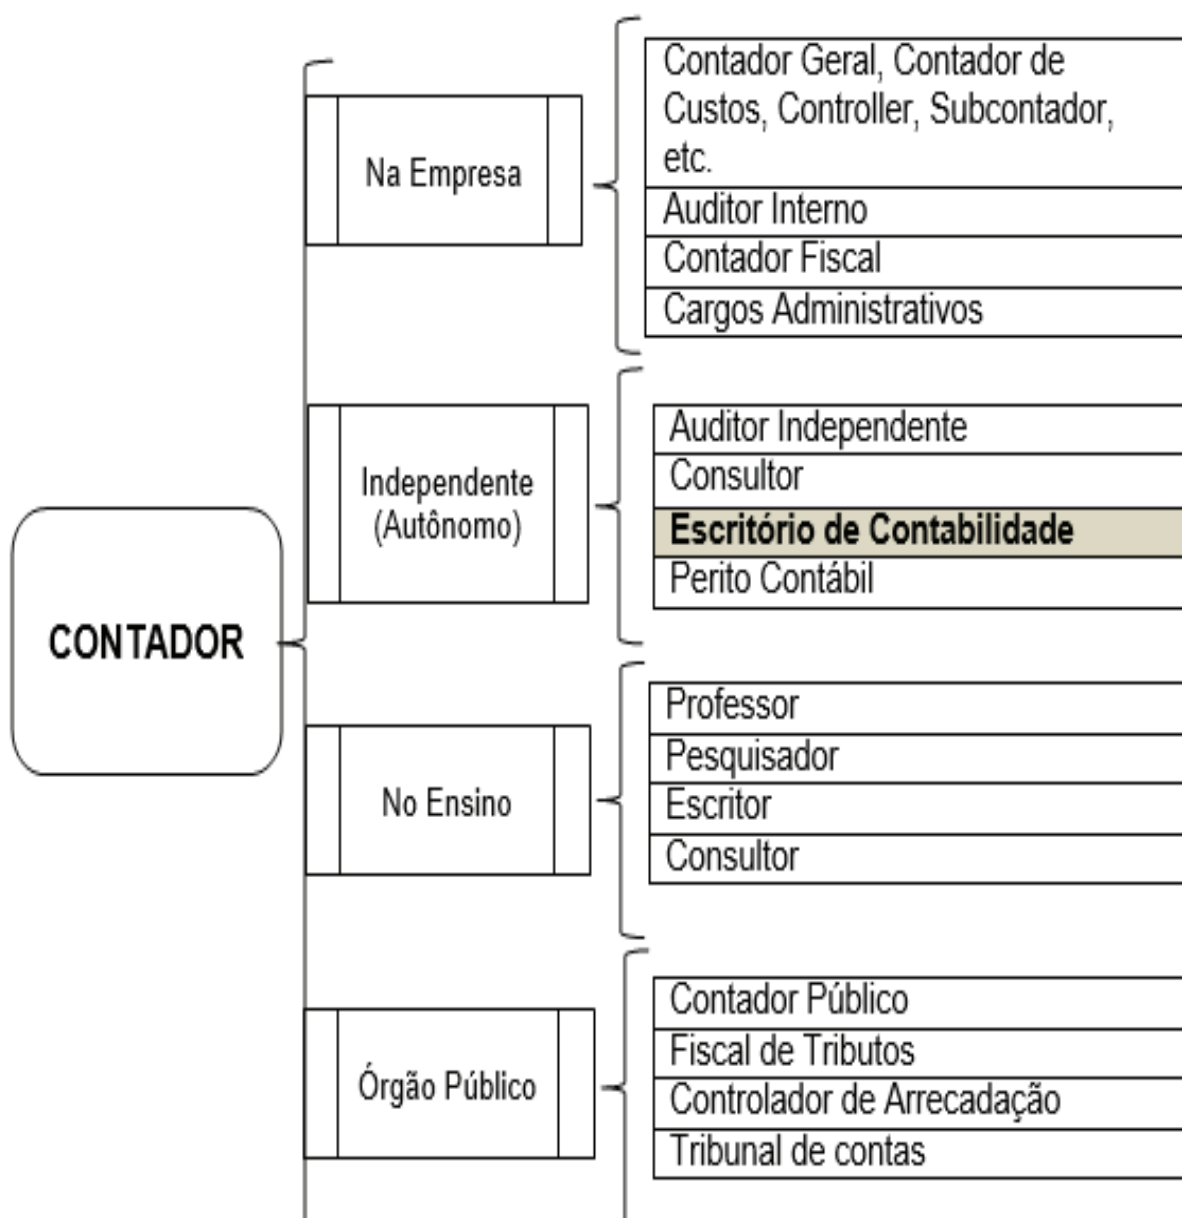 Contador Geral, Contador de
Custos, Controller, Subcontador,
etc.
Na Empresa
Auditor Interno
Contador Fiscal
Cargos Administrativos
Auditor Independente
Independente
(Autônomo)
Consultor
Escritório de Contabilidade
Perito Contábil
CONTADOR
Professor
Pesquisador
No Ensino
Escritor
Consultor
Contador Público
Fiscal de Tributos
Órgão Público
Controlador de Arrecadação
Tribunal de contas